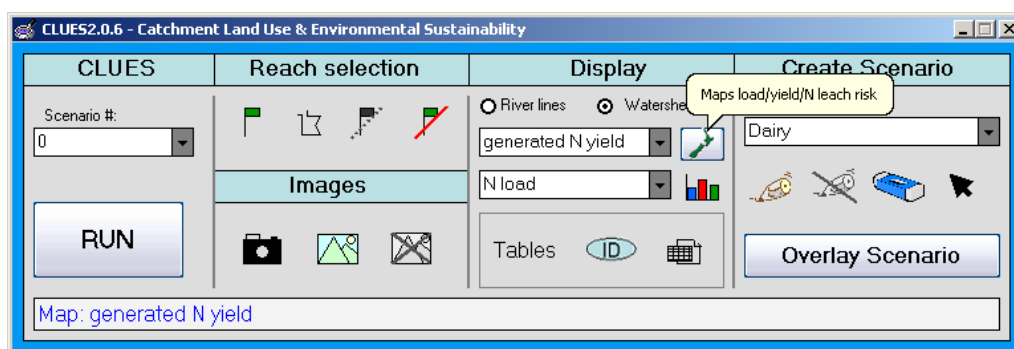 CLUES2.0.6 - Catchment Land Use & Environmental Sustainability
CLUES
Reach selection
Display
Create Scenario
Scenario #:
0
RUN
Images
River lines
Watershe
Maps load/yield/N leach risk
generated N yield
N load
Tables
ID
Dairy
Overlay Scenario
Map: generated N yield